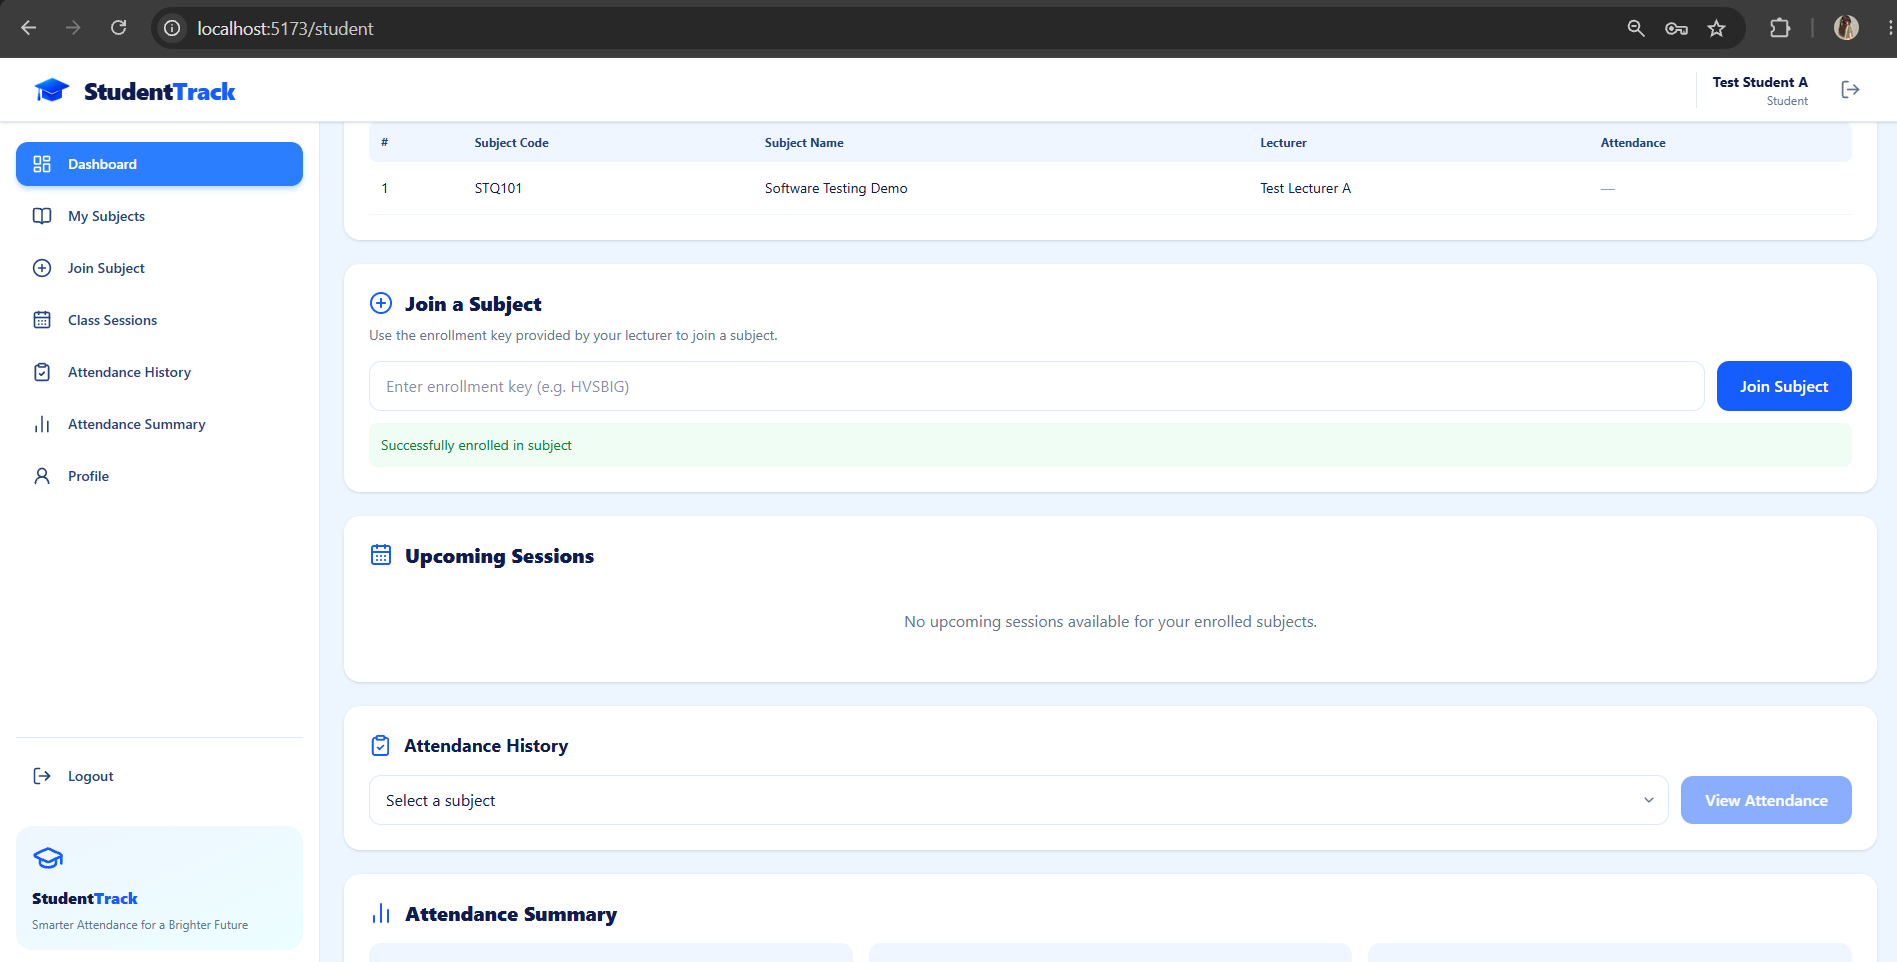 localhost:5173/student
StudentTrack
Test Student A
Student
Dashboard
My Subjects
Join Subject
Class Sessions
Attendance History
Attendance Summary
Profile
Logout
StudentTrack
Smarter Attendance for a Brighter Future
# Subject Code Subject Name Lecturer Attendance
1 STQ101 Software Testing Demo Test Lecturer A —
Join a Subject
Use the enrollment key provided by your lecturer to join a subject.
Enter enrollment key (e.g. HVSBIG)
Join Subject
Successfully enrolled in subject
Upcoming Sessions
No upcoming sessions available for your enrolled subjects.
Attendance History
Select a subject
View Attendance
Attendance Summary